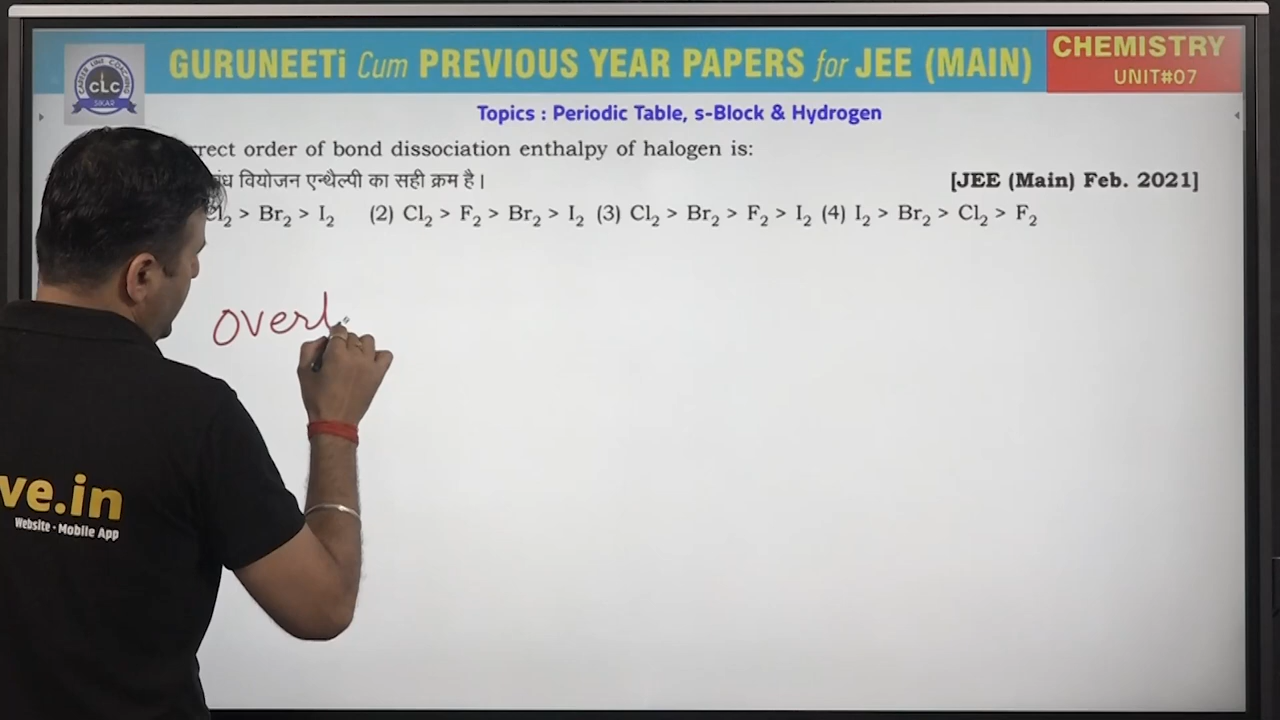 GURUNEETi Cum PREVIOUS YEAR PAPERS for JEE (MAIN)
CHEMISTRY
UNIT#07
CLC
SIKAR
Topics : Periodic Table, s-Block & Hydrogen
order of bond dissociation enthalpy of halogen is:
वियोजन एन्थैल्पी का सही क्रम है।
[JEE (Main) Feb. 2021]
Cl₂ > Br₂ > I₂ (2) Cl₂ > F₂ > Br₂ > I₂ (3) Cl₂ > Br₂ > F₂ > I₂ (4) I₂ > Br₂ > Cl₂ > F₂
overl
ve.in
Website • Mobile App